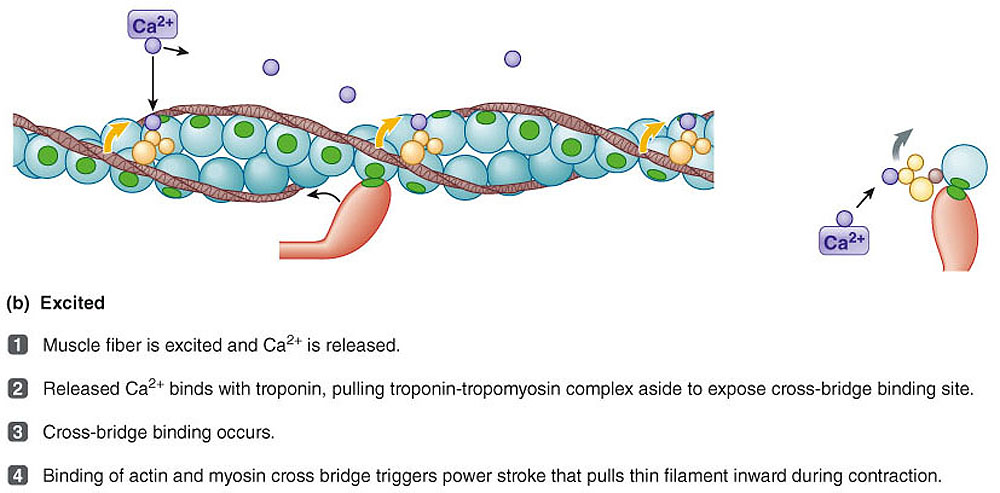 Ca²⁺
Ca²⁺
(b) Excited
1 Muscle fiber is excited and Ca²⁺ is released.
2 Released Ca²⁺ binds with troponin, pulling troponin-tropomyosin complex aside to expose cross-bridge binding site.
3 Cross-bridge binding occurs.
4 Binding of actin and myosin cross bridge triggers power stroke that pulls thin filament inward during contraction.